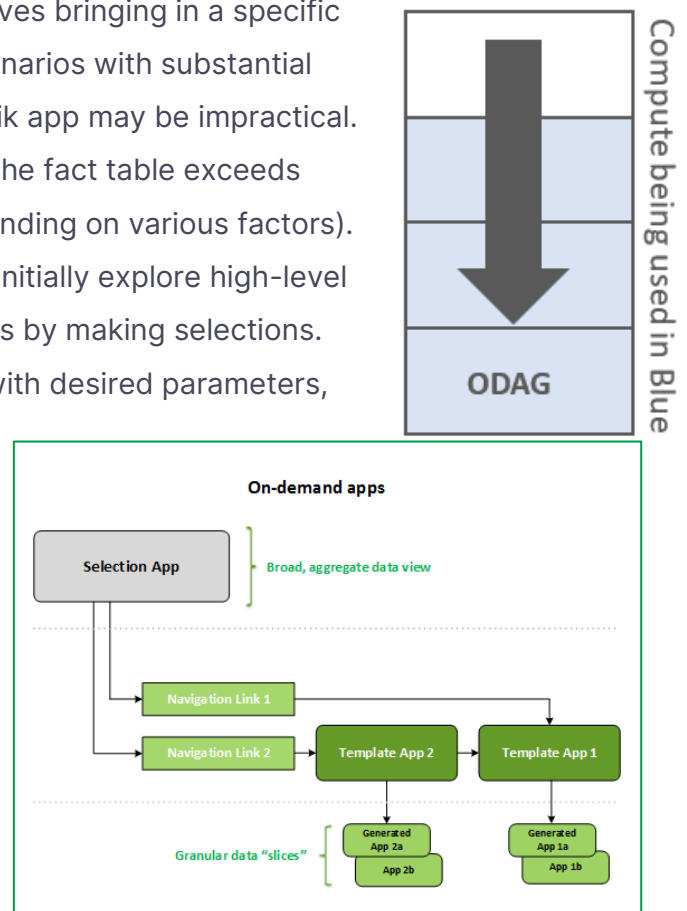 ves bringing in a specific
narios with substantial
ik app may be impractical.
he fact table exceeds
nding on various factors).
nitially explore high-level
s by making selections.
with desired parameters,
ODAG
Compute being used in Blue
On-demand apps
Selection App
Broad, aggregate data view
Navigation Link 1
Navigation Link 2
Template App 2
Template App 1
Granular data “slices”
Generated
App 2a
App 2b
Generated
App 1a
App 1b